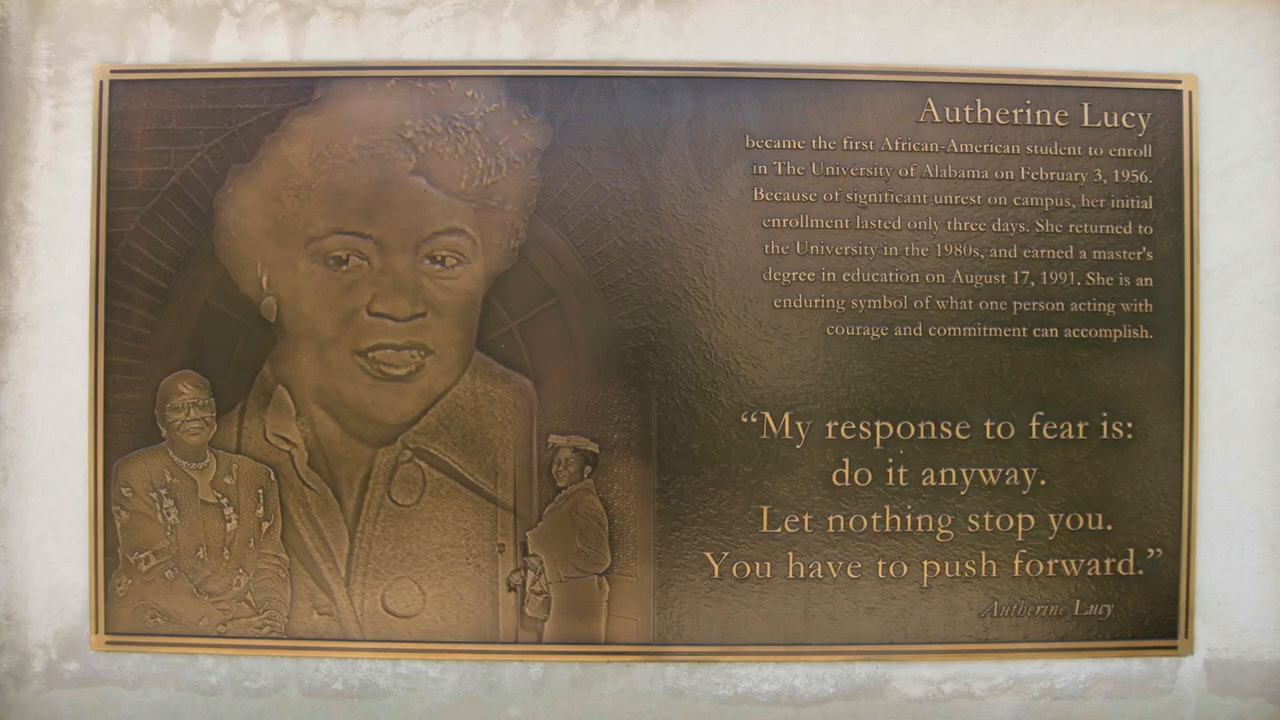 Autherine Lucy
became the first African-American student to enroll
in The University of Alabama on February 3, 1956.
Because of significant unrest on campus, her initial
enrollment lasted only three days. She returned to
the University in the 1980s, and earned a master's
degree in education on August 17, 1991. She is an
enduring symbol of what one person acting with
courage and commitment can accomplish.
“My response to fear is:
do it anyway.
Let nothing stop you.
You have to push forward.”
Autherine Lucy